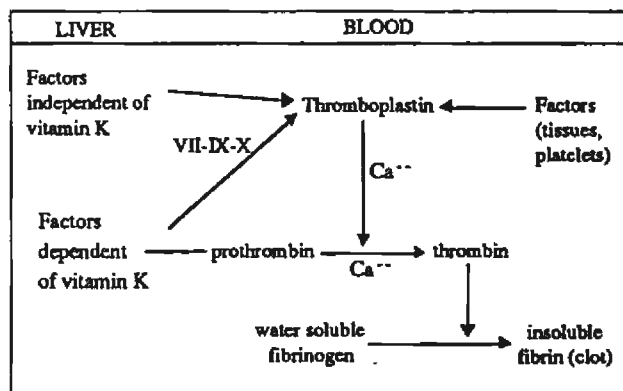 LIVER
BLOOD
Factors
independent of
vitamin K
Thromboplastin
Factors
(tissues,
platelets)
VII-IX-X
Ca--
Factors
dependent
of vitamin K
prothrombin
Ca--
thrombin
water soluble
fibrinogen
insoluble
fibrin (clot)